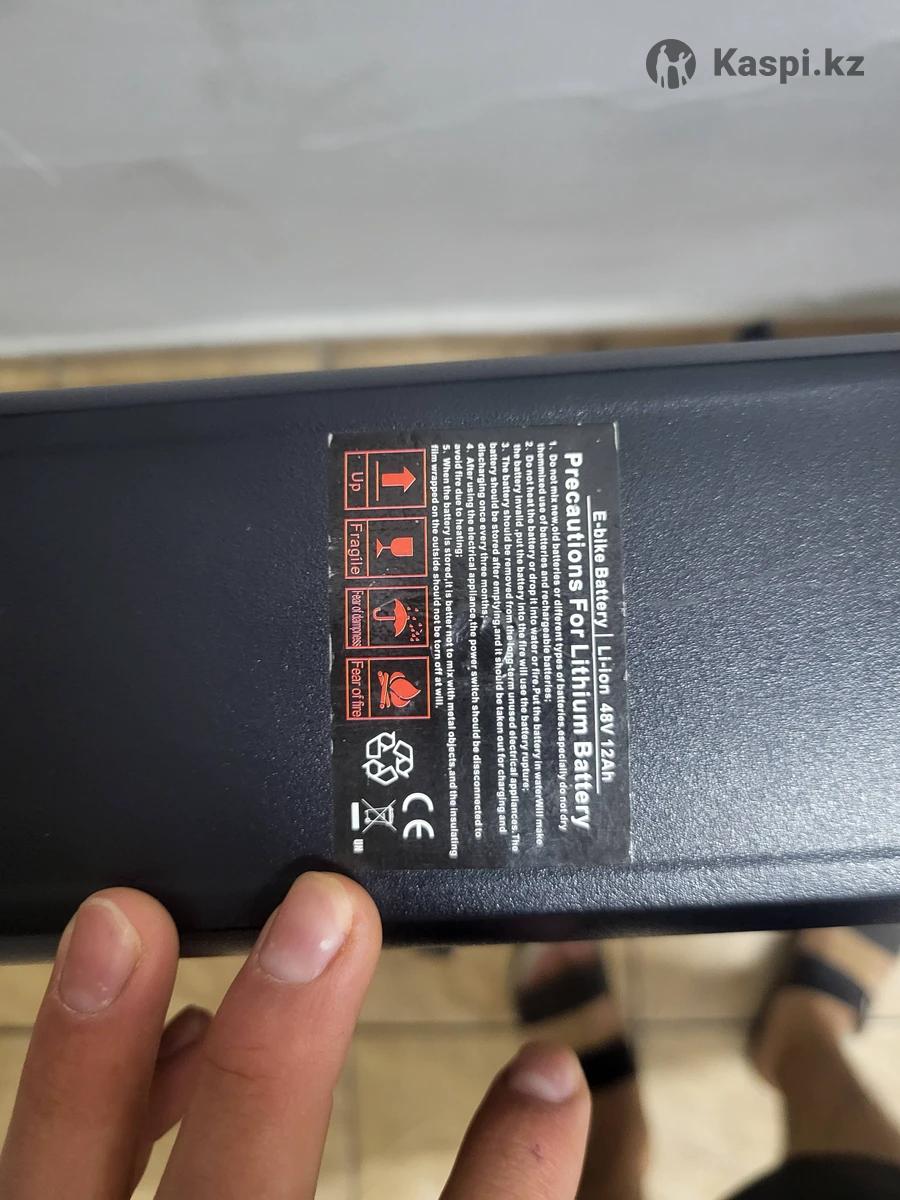 Kaspi.kz
E-bike Battery | Li-Ion 48V 12Ah
Precautions For Lithium Battery
1. Do not mix new,old batteries or different types of batteries,especially do not dry
themmixed use of batteries and rechargeable batteries;
2. Do not heat the battery or drop it into water or fire.Put the battery in waterWill make
the battery invalid ,put the battery into the fire will use the battery rupture;
3. The battery should be removed from the long-term unused electrical appliances.The
battery should be stored after emptying,and it should be taken out for charging and
discharging once every three months.
4. After using the electrical appliance,the power switch should be dissconnected to
avoid fire due to heating;
5. When the battery is stored,it is better not to mix with metal objects,and the insulating
film wrapped on the outside should not be torn off at will.
Up
Fragile
Fear of dampness
Fear of fire
CE